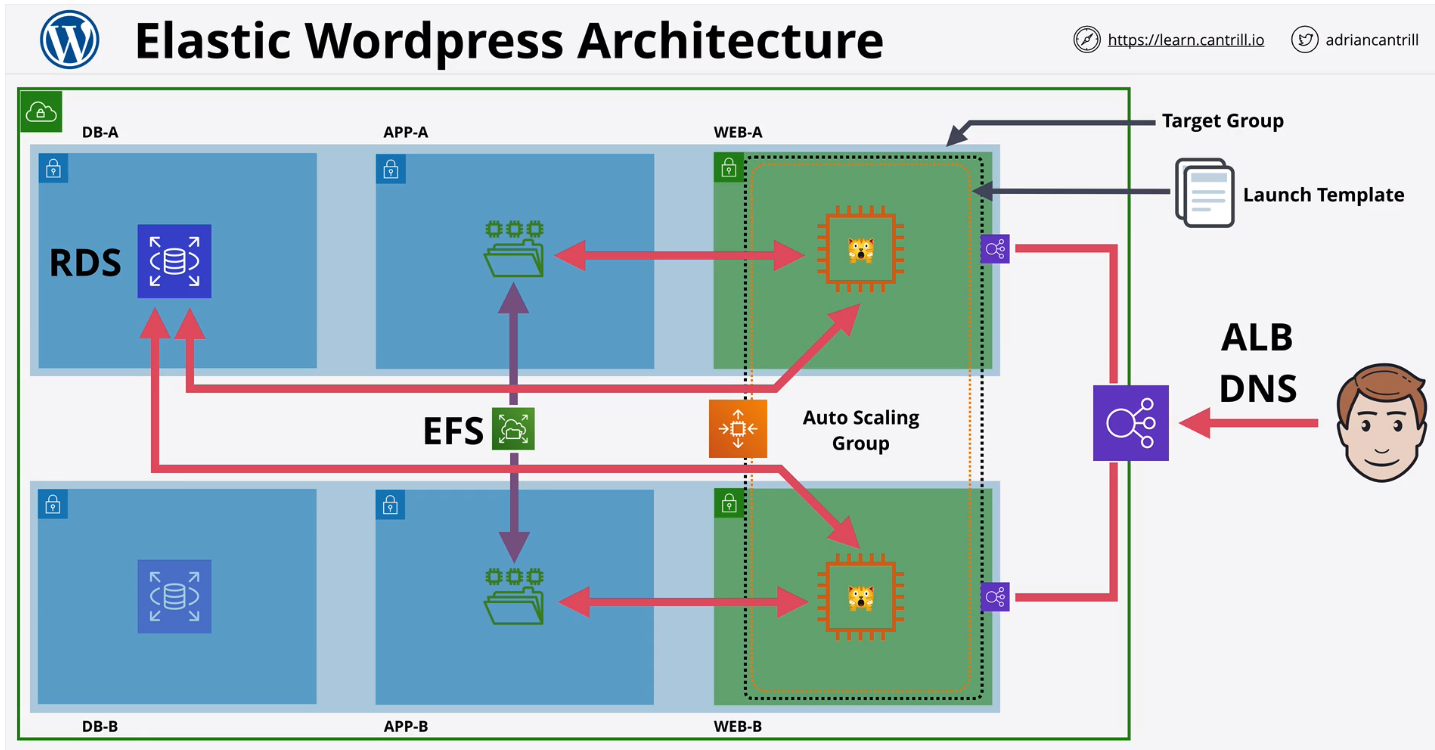 Elastic Wordpress Architecture
https://learn.cantrill.io
adriancantrill
DB-A
APP-A
WEB-A
Target Group
Launch Template
RDS
ALB
DNS
EFS
Auto Scaling
Group
DB-B
APP-B
WEB-B